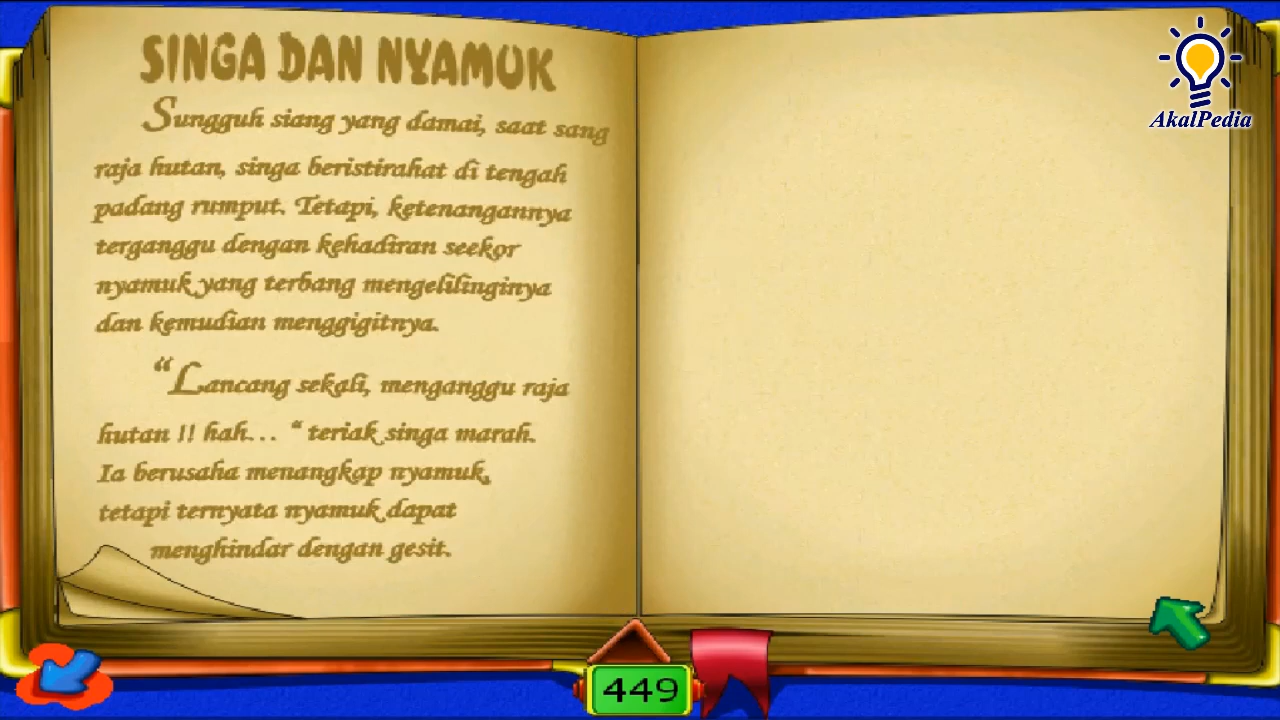 SINGA DAN NYAMUK
Sungguh siang yang damai, saat sang
raja hutan, singa beristirahat di tengah
padang rumput. Tetapi, ketenangannya
terganggu dengan kehadiran seekor
nyamuk yang terbang mengelilinginya
dan kemudian menggigitnya.
“Lancang sekali, menganggu raja
hutan !! hah... “ teriak singa marah.
Ia berusaha menangkap nyamuk,
tetapi ternyata nyamuk dapat
menghindar dengan gesit.
AkalPedia
449